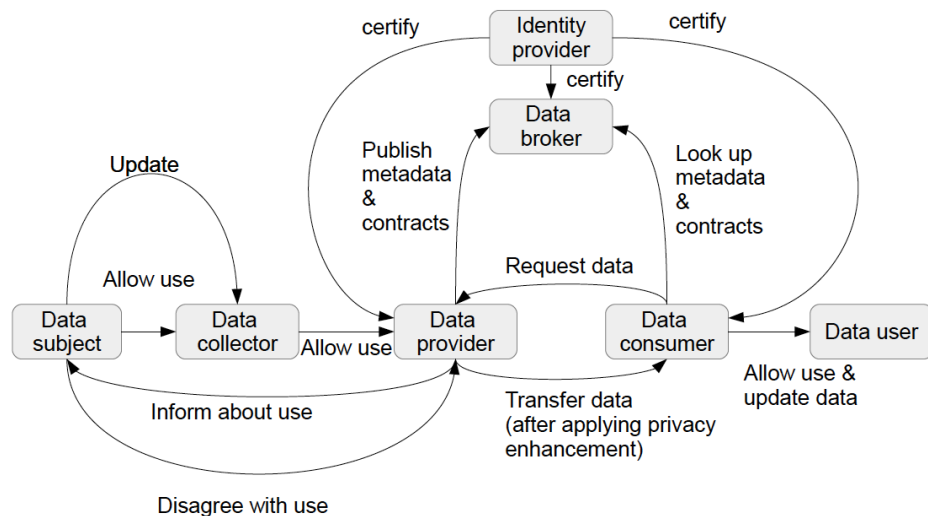 certify
Identity
provider
certify
certify
Data
broker
Update
Publish
metadata
&
contracts
Look up
metadata
&
contracts
Allow use
Request data
Data
subject
Data
collector
Allow use
Data
provider
Data
consumer
Data user
Inform about use
Transfer data
(after applying privacy
enhancement)
Allow use &
update data
Disagree with use